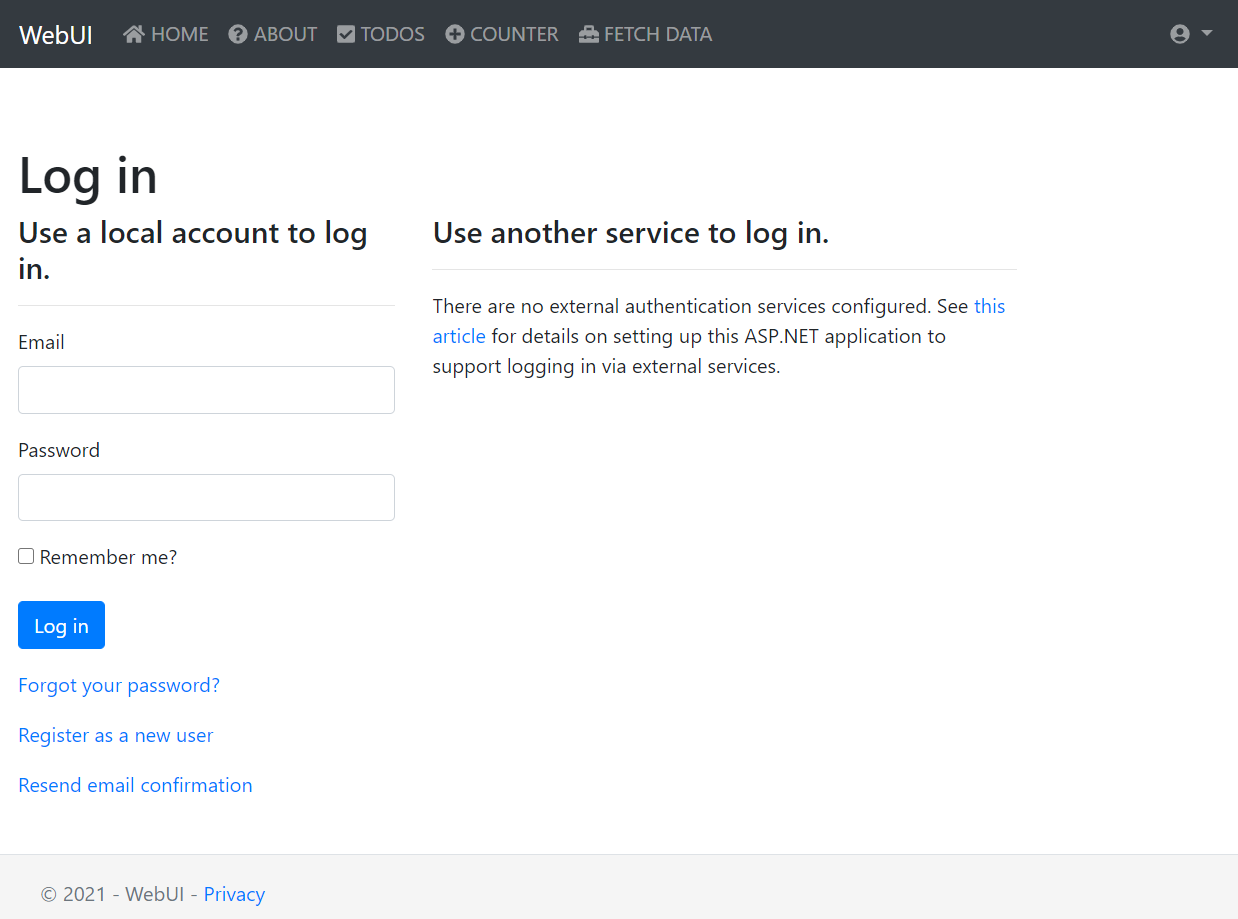 WebUI HOME ABOUT TODOS COUNTER FETCH DATA
Log in
Use a local account to log
in.
Email
Password
Remember me?
Log in
Forgot your password?
Register as a new user
Resend email confirmation
Use another service to log in.
There are no external authentication services configured. See this
article for details on setting up this ASP.NET application to
support logging in via external services.
© 2021 - WebUI - Privacy